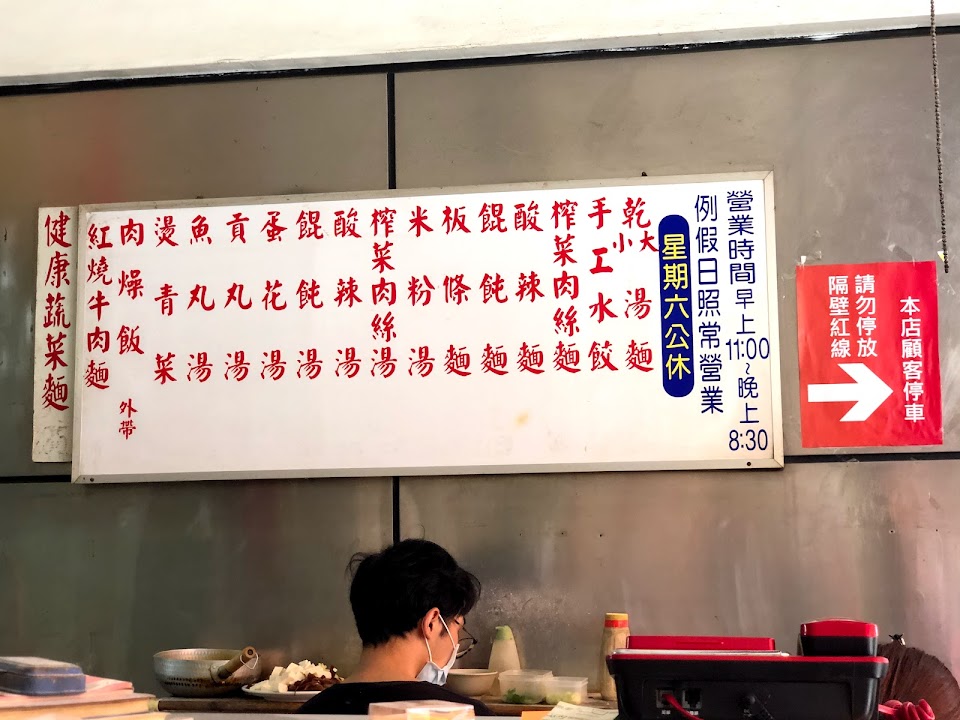 營業時間早上11:00~晚上8:30
例假日照常營業
星期六公休
乾大小湯麵
手工水餃
榨菜肉絲麵
酸辣麵
餛飩麵
板條麵
米粉湯
榨菜肉絲湯
酸辣湯
餛飩湯
蛋花湯
貢丸湯
魚丸湯
燙青菜
肉燥飯 外帶
紅燒牛肉麵
健康蔬菜麵
本店顧客停車
請勿停放
隔壁紅線